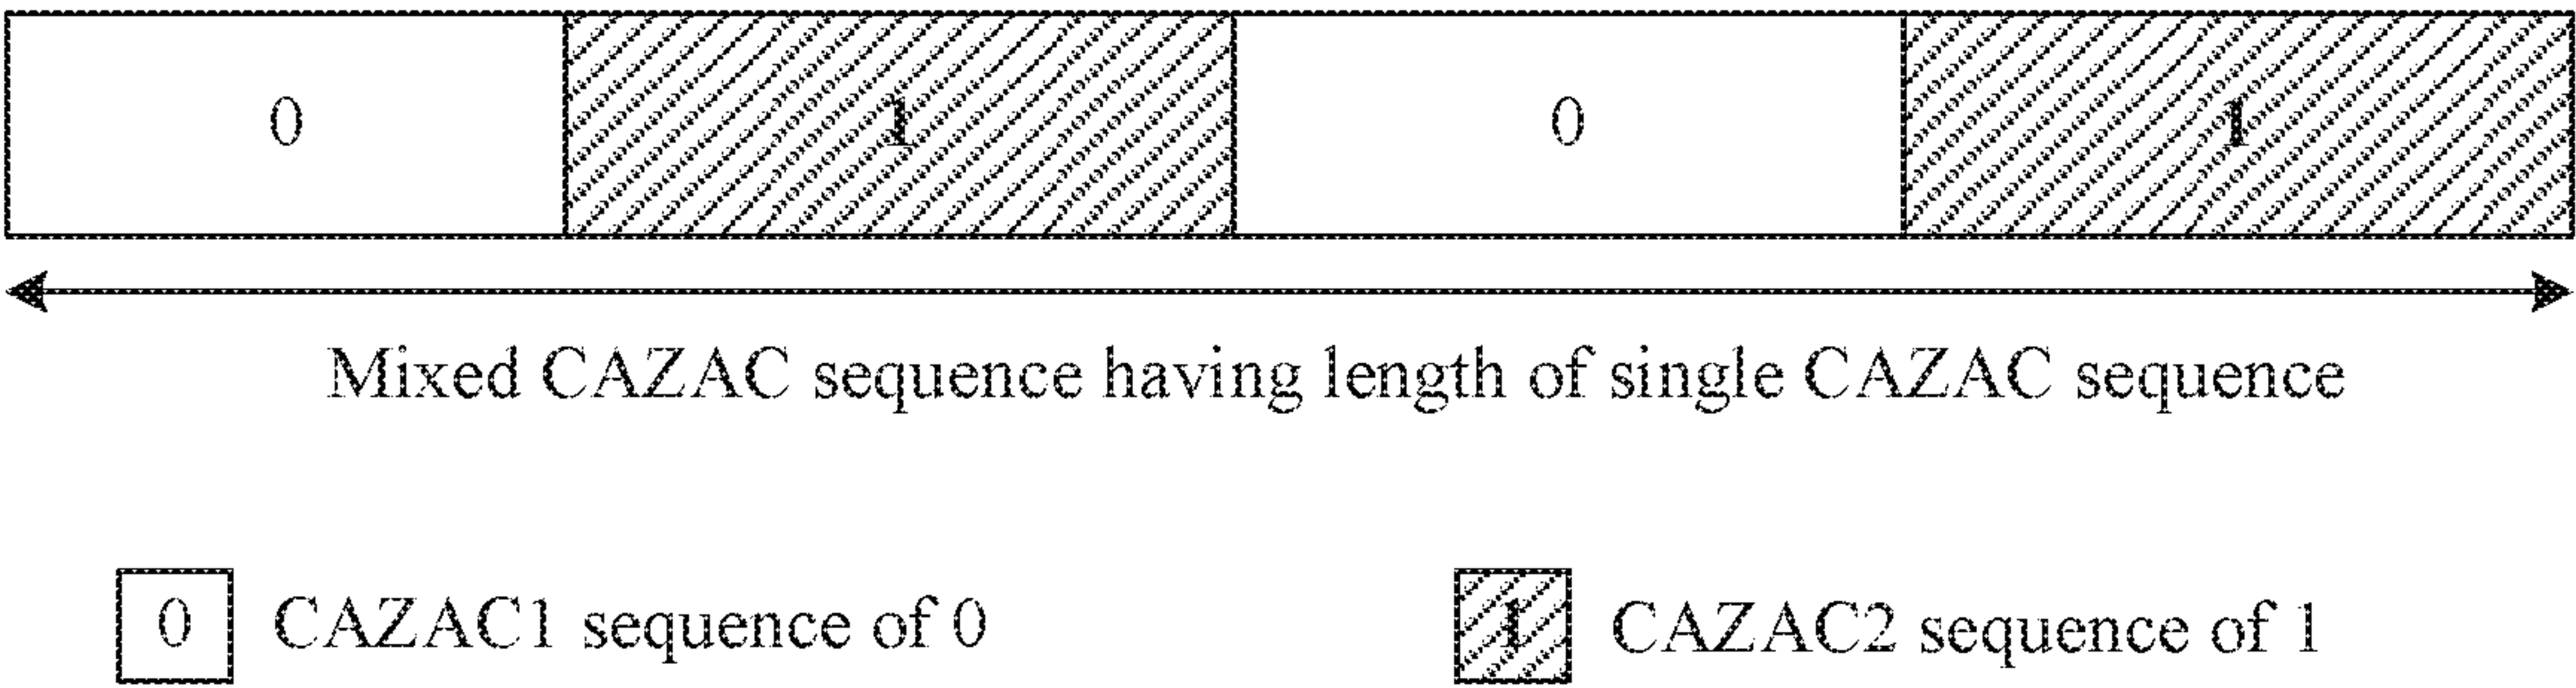 0 1 0 1
Mixed CAZAC sequence having length of single CAZAC sequence
0 CAZAC1 sequence of 0 1 CAZAC2 sequence of 1